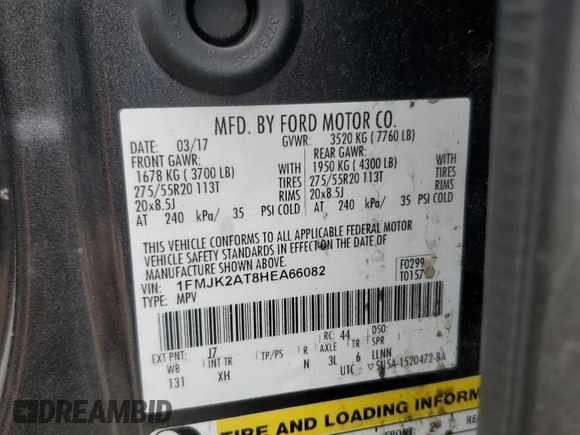 MFD. BY FORD MOTOR CO.
DATE: 03/17 GVWR: 3520 KG ( 7760 LB)
FRONT GAWR: REAR GAWR:
1678 KG ( 3700 LB) WITH 1950 KG ( 4300 LB) WITH
275/55R20 113T TIRES 275/55R20 113T TIRES
20x8.5J RIMS 20x8.5J RIMS
AT 240 kPa/ 35 PSI COLD AT 240 kPa/ 35 PSI COLD
THIS VEHICLE CONFORMS TO ALL APPLICABLE FEDERAL MOTOR
VEHICLE SAFETY STANDARDS IN EFFECT ON THE DATE OF
MANUFACTURE SHOWN ABOVE.
VIN: 1FMJK2AT8HEA66082 F0299
TYPE: MPV T0157
EXT PNT: J7 RC: 44 DSO:
WB INT TR TP/PS R AXLE TR SPR
131 XH N 3L 6 LLNN
UTC 5U5A-1520472-BA
TIRE AND LOADING INFORM
FRONT 2
DREAMBID